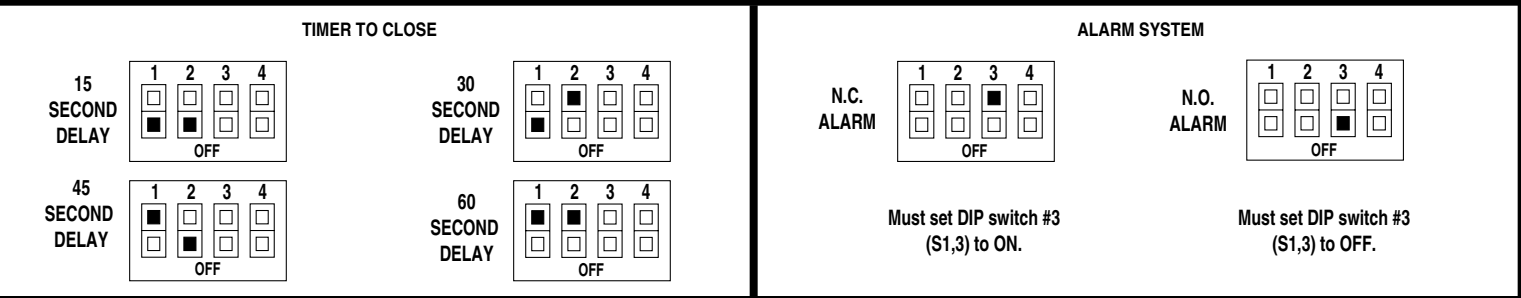 TIMER TO CLOSE
15
SECOND
DELAY
1 2 3 4
OFF
30
SECOND
DELAY
1 2 3 4
OFF
45
SECOND
DELAY
1 2 3 4
OFF
60
SECOND
DELAY
1 2 3 4
OFF
ALARM SYSTEM
N.C.
ALARM
1 2 3 4
OFF
Must set DIP switch #3
(S1,3) to ON.
N.O.
ALARM
1 2 3 4
OFF
Must set DIP switch #3
(S1,3) to OFF.